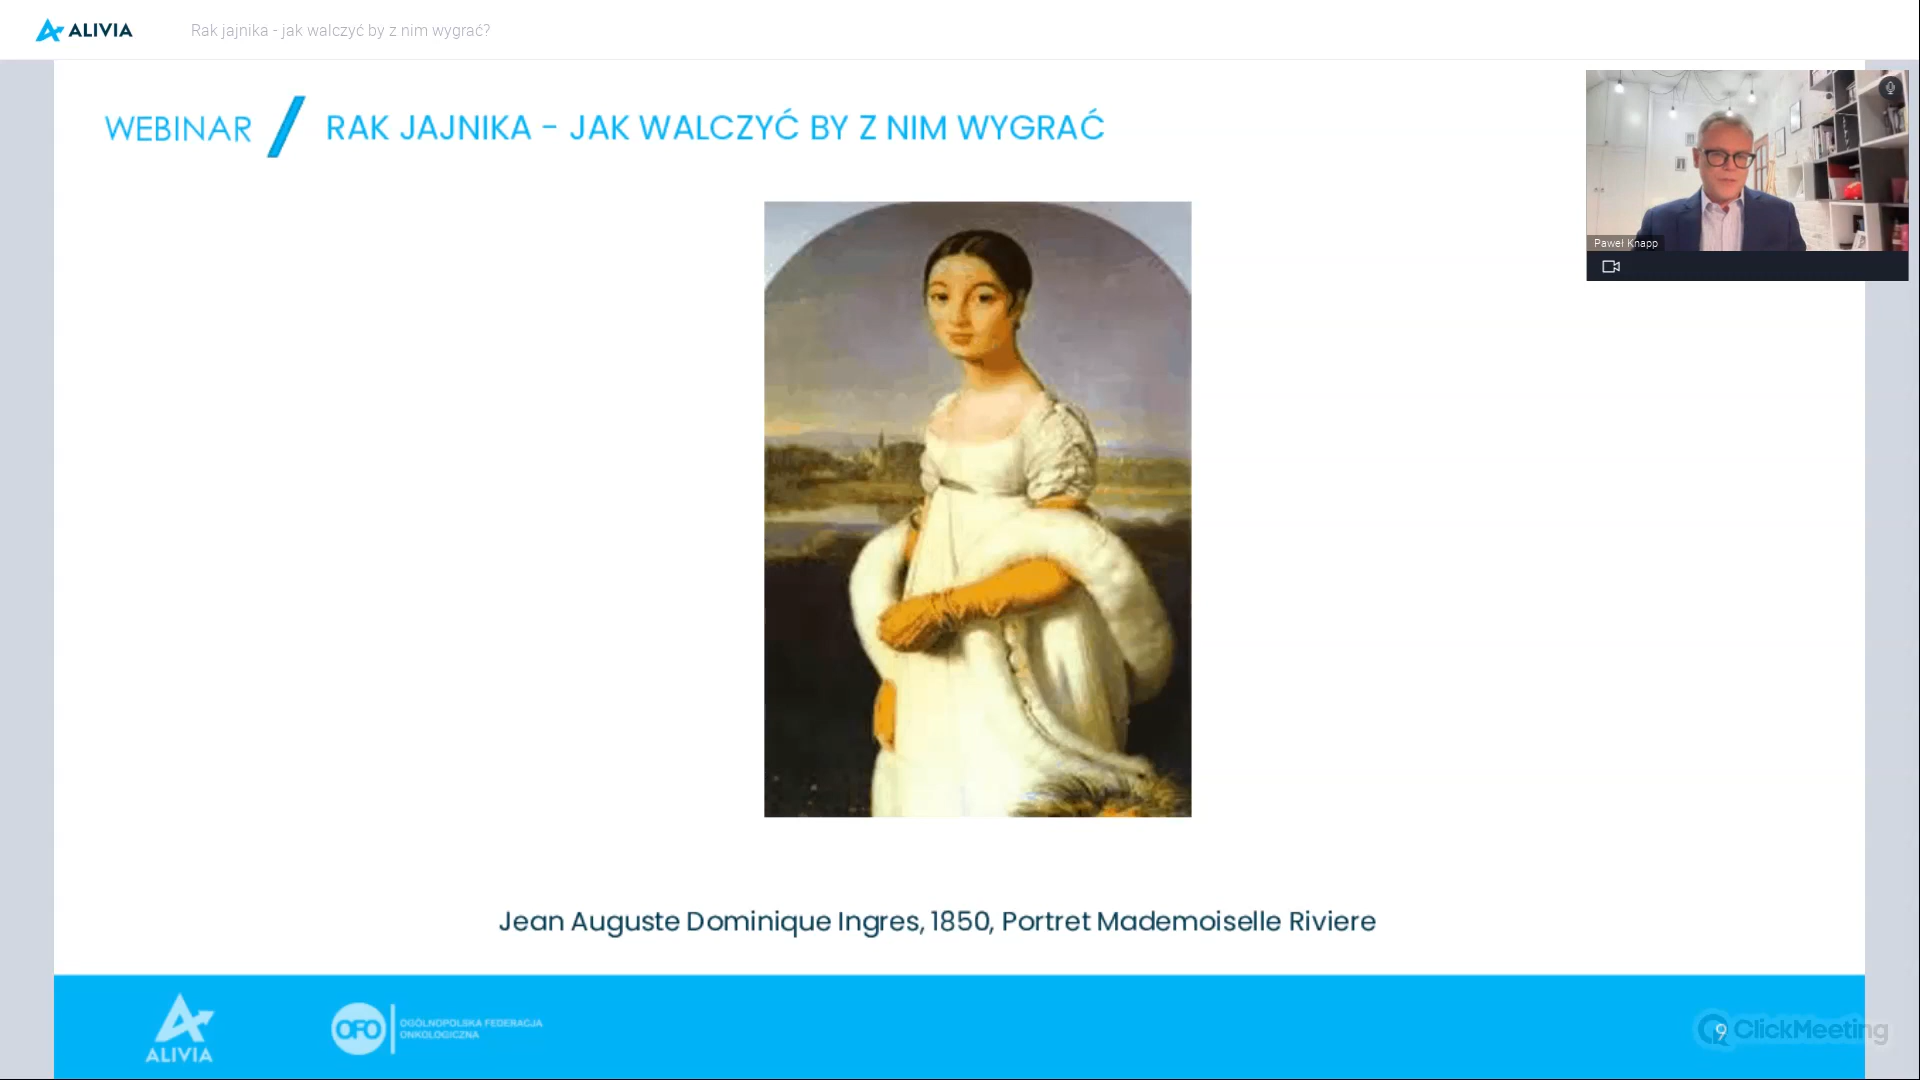 ALIVIA
Rak jajnika - jak walczyć by z nim wygrać?
WEBINAR / RAK JAJNIKA - JAK WALCZYĆ BY Z NIM WYGRAĆ
Paweł Knapp
Jean Auguste Dominique Ingres, 1850, Portret Mademoiselle Riviere
ALIVIA
OFO
OGÓLNOPOLSKA FEDERACJA
ONKOLOGICZNA
9
ClickMeeting